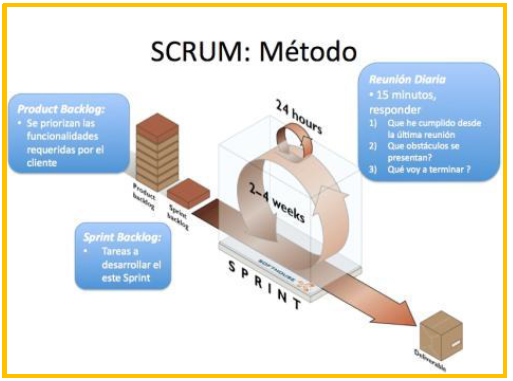 SCRUM: Método
Product Backlog:
• Se priorizan las
funcionalidades
requeridas por el
cliente
Reunión Diaria
• 15 minutos,
responder
1) Que he cumplido desde
la última reunión
2) Que obstáculos se
presentan?
3) Qué voy a terminar ?
24 hours
2–4 weeks
Product
backlog
Sprint
backlog
Sprint Backlog:
• Tareas a
desarrollar el
este Sprint
SOFTHOUSE
SPRINT
Deliverable